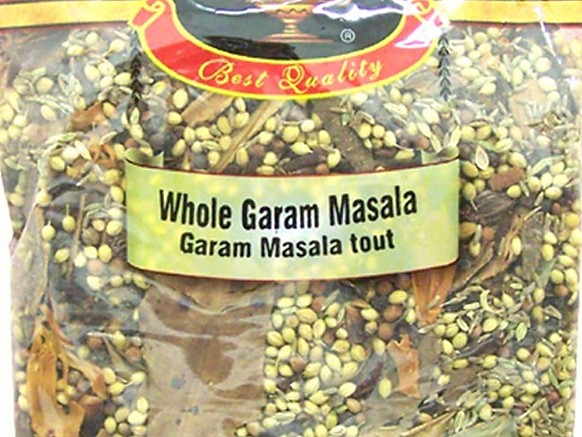 ®
Best Quality
Whole Garam Masala
Garam Masala tout